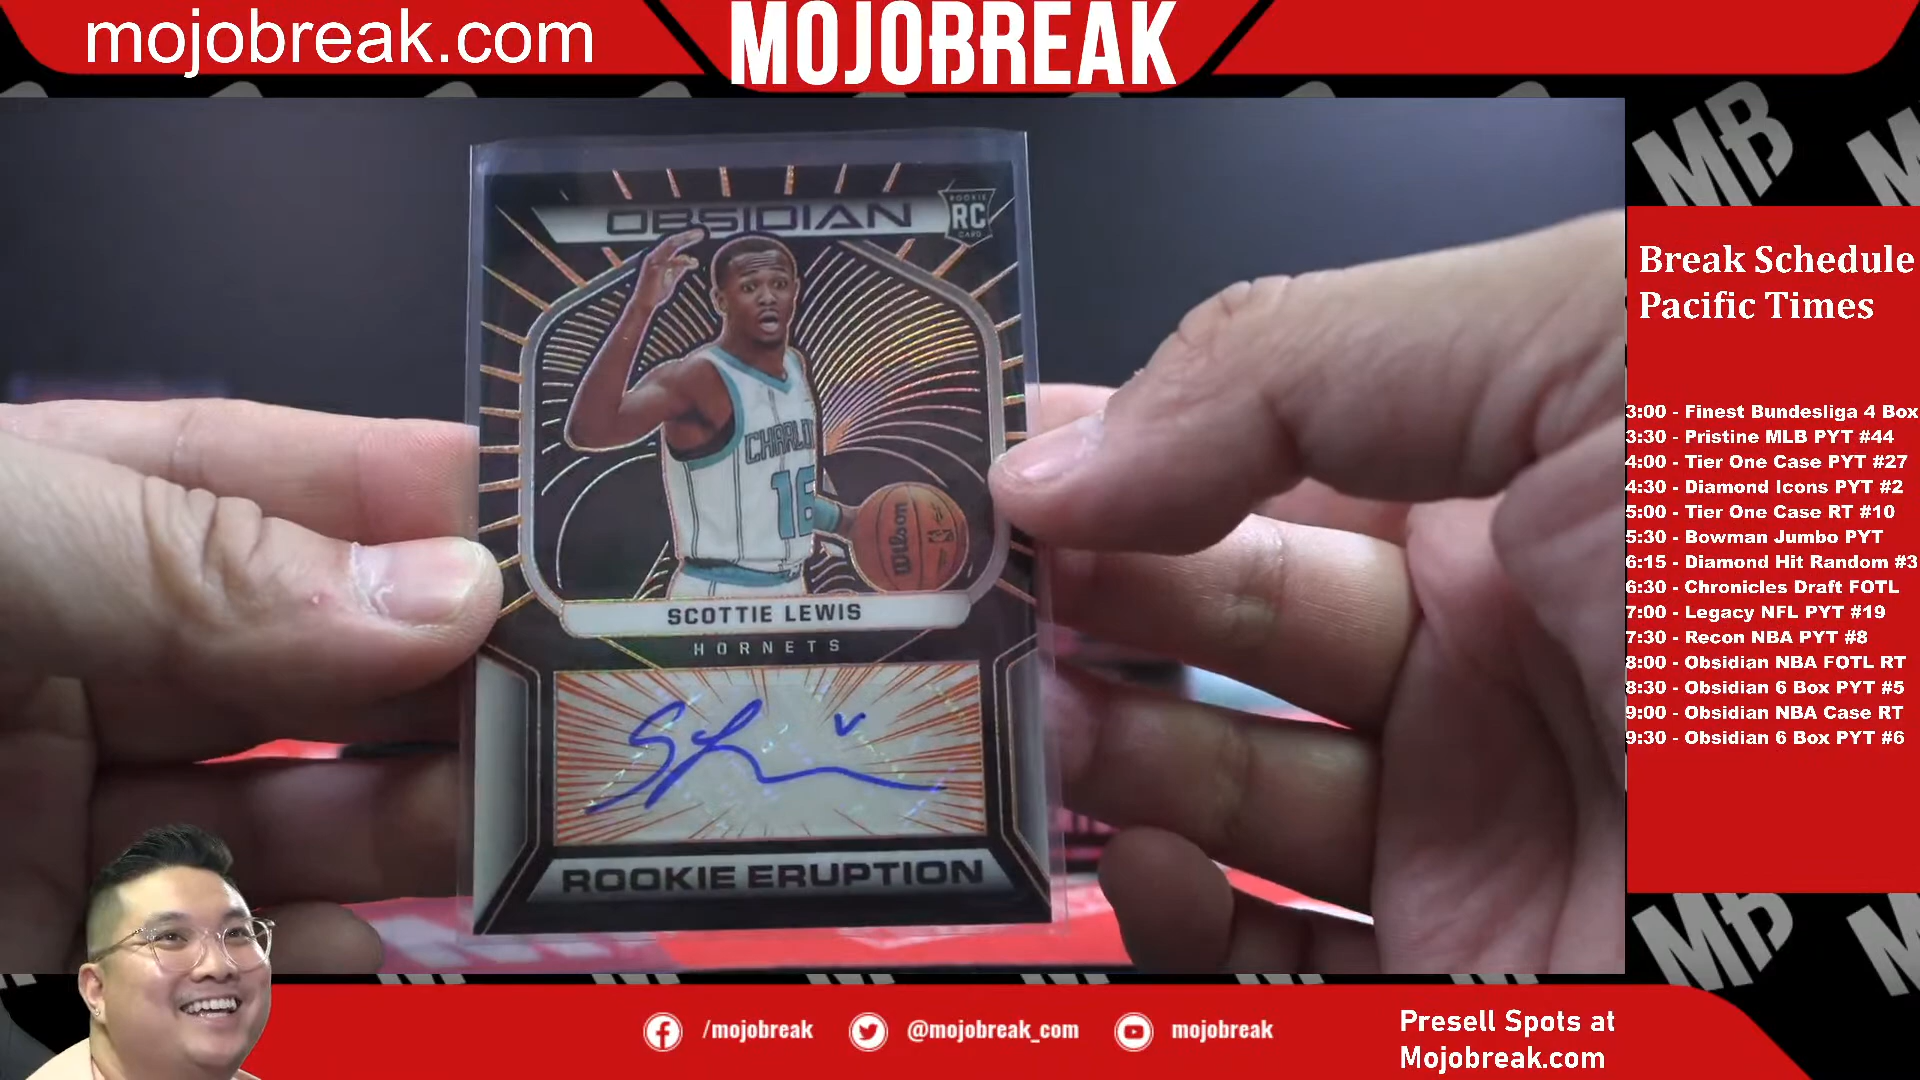 mojobreak.com
MOJOBREAK
OBSIDIAN
ROOKIE
RC
CARD
CHARLO
16
Wilson
SCOTTIE LEWIS
HORNETS
ROOKIE ERUPTION
MB
Break Schedule
Pacific Times
3:00 - Finest Bundesliga 4 Box
3:30 - Pristine MLB PYT #44
4:00 - Tier One Case PYT #27
4:30 - Diamond Icons PYT #2
5:00 - Tier One Case RT #10
5:30 - Bowman Jumbo PYT
6:15 - Diamond Hit Random #3
6:30 - Chronicles Draft FOTL
7:00 - Legacy NFL PYT #19
7:30 - Recon NBA PYT #8
8:00 - Obsidian NBA FOTL RT
8:30 - Obsidian 6 Box PYT #5
9:00 - Obsidian NBA Case RT
9:30 - Obsidian 6 Box PYT #6
MB
/mojobreak
@mojobreak_com
mojobreak
Presell Spots at
Mojobreak.com